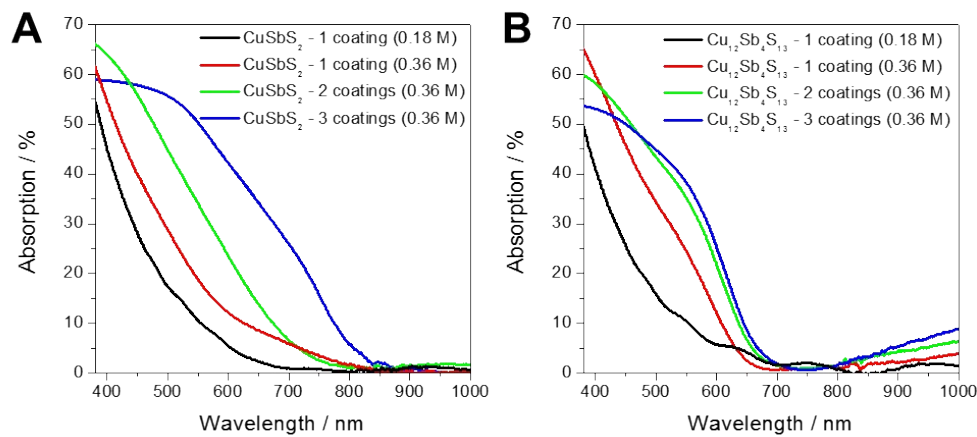 A
CuSbS₂ - 1 coating (0.18 M)
CuSbS₂ - 1 coating (0.36 M)
CuSbS₂ - 2 coatings (0.36 M)
CuSbS₂ - 3 coatings (0.36 M)
70
60
50
40
30
20
10
0
Absorption / %
400 500 600 700 800 900 1000
Wavelength / nm
B
Cu₁₂Sb₄S₁₃ - 1 coating (0.18 M)
Cu₁₂Sb₄S₁₃ - 1 coating (0.36 M)
Cu₁₂Sb₄S₁₃ - 2 coatings (0.36 M)
Cu₁₂Sb₄S₁₃ - 3 coatings (0.36 M)
70
60
50
40
30
20
10
0
Absorption / %
400 500 600 700 800 900 1000
Wavelength / nm